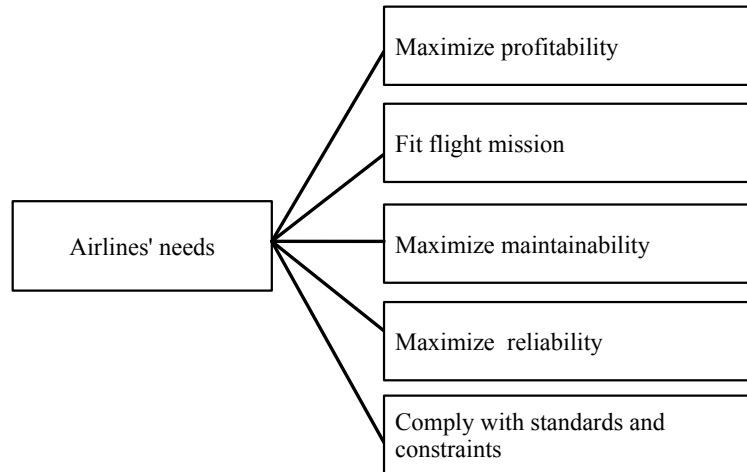 Maximize profitability
Fit flight mission
Airlines' needs
Maximize maintainability
Maximize reliability
Comply with standards and
constraints